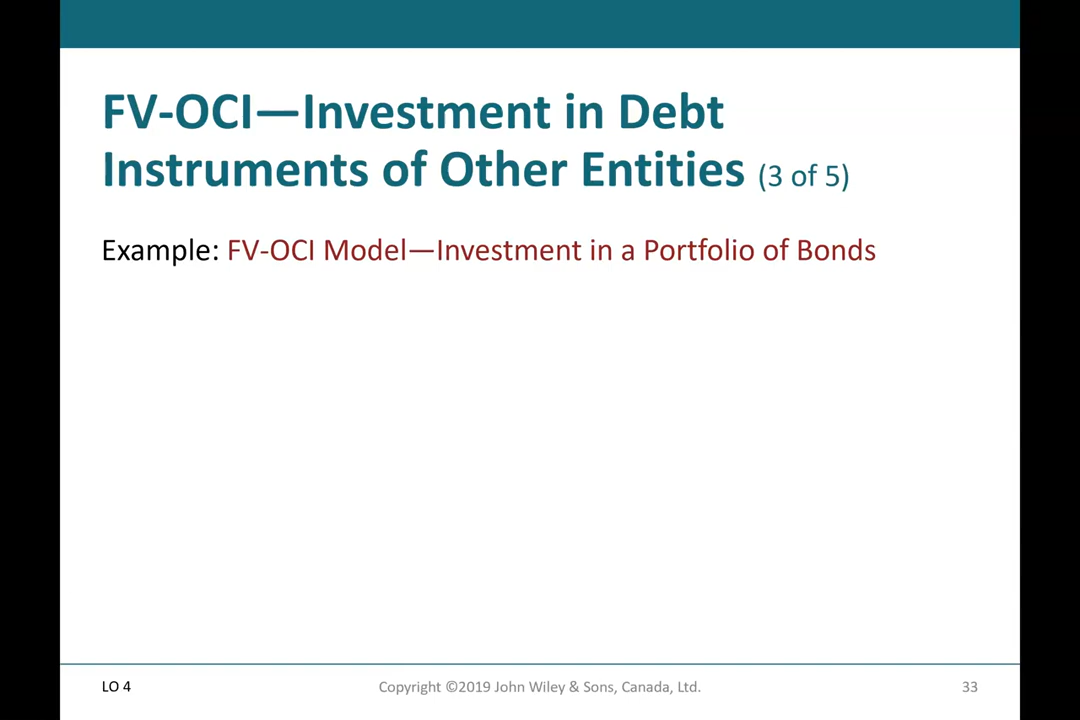 FV-OCI—Investment in Debt
Instruments of Other Entities (3 of 5)
Example: FV-OCI Model—Investment in a Portfolio of Bonds
LO 4
Copyright ©2019 John Wiley & Sons, Canada, Ltd.
33